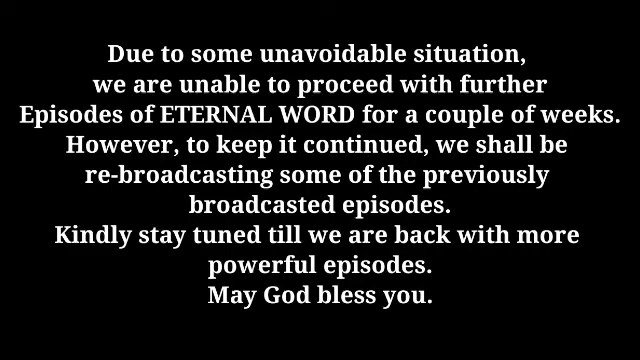 Due to some unavoidable situation,
we are unable to proceed with further
Episodes of ETERNAL WORD for a couple of weeks.
However, to keep it continued, we shall be
re-broadcasting some of the previously
broadcasted episodes.
Kindly stay tuned till we are back with more
powerful episodes.
May God bless you.